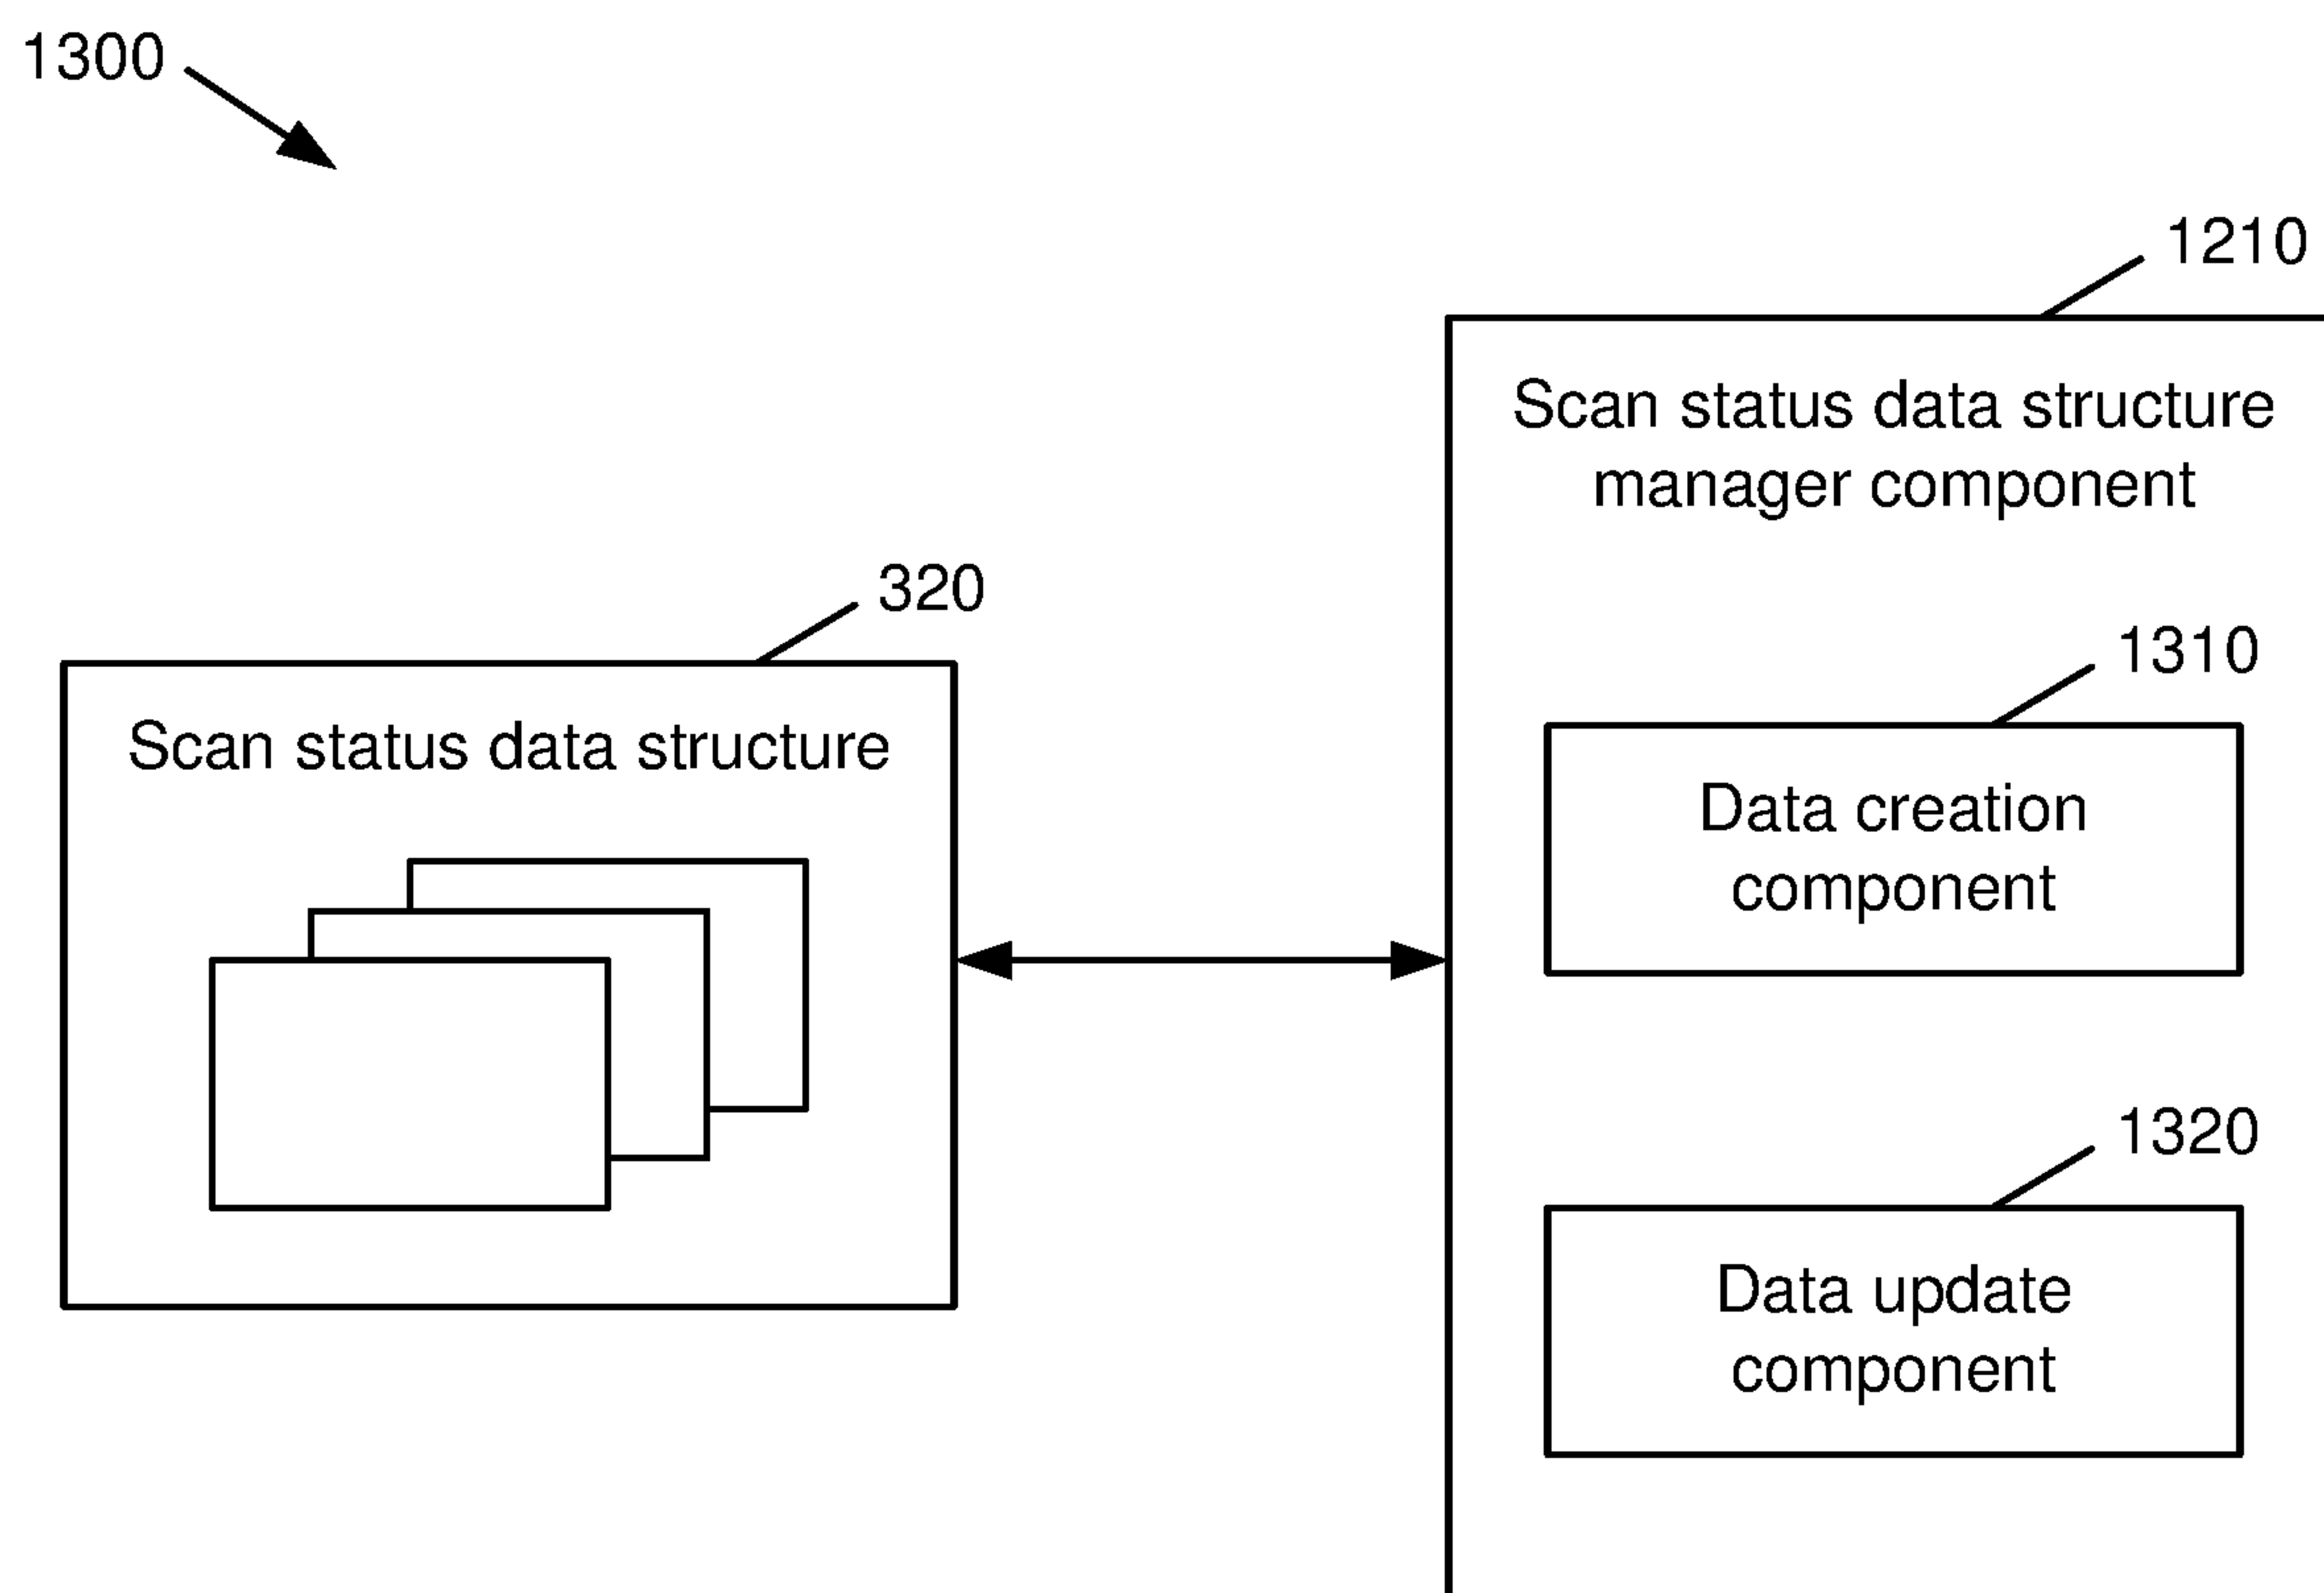 1300
1210
Scan status data structure
manager component
320
1310
Scan status data structure
Data creation
component
1320
Data update
component